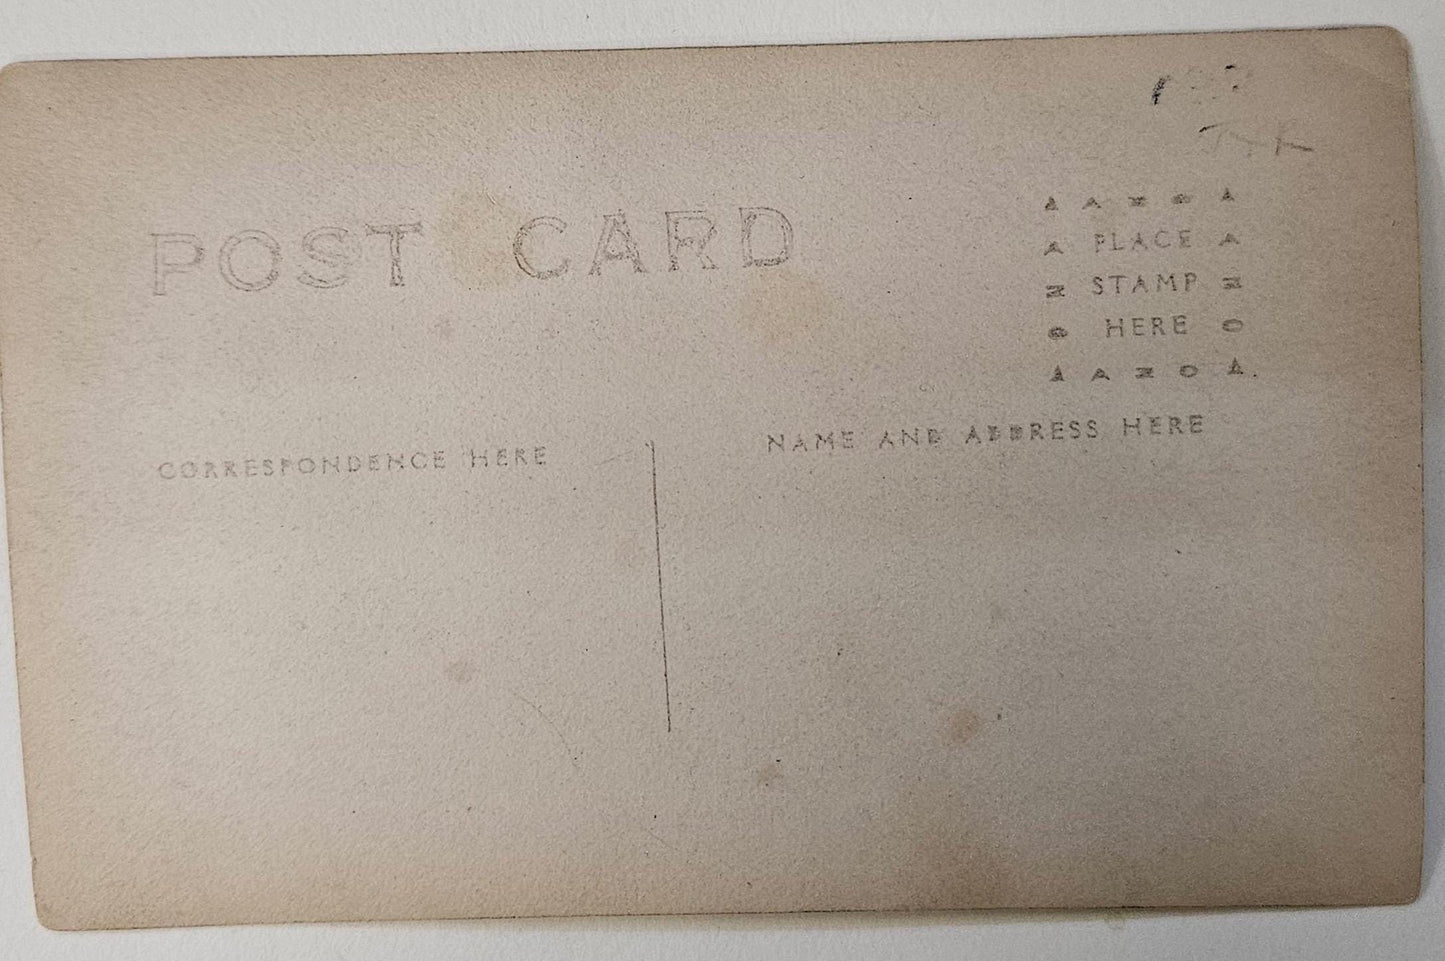 POST CARD
A A Z O A
A PLACE A
Z STAMP Z
O HERE O
A A Z O A
CORRESPONDENCE HERE
NAME AND ADDRESS HERE